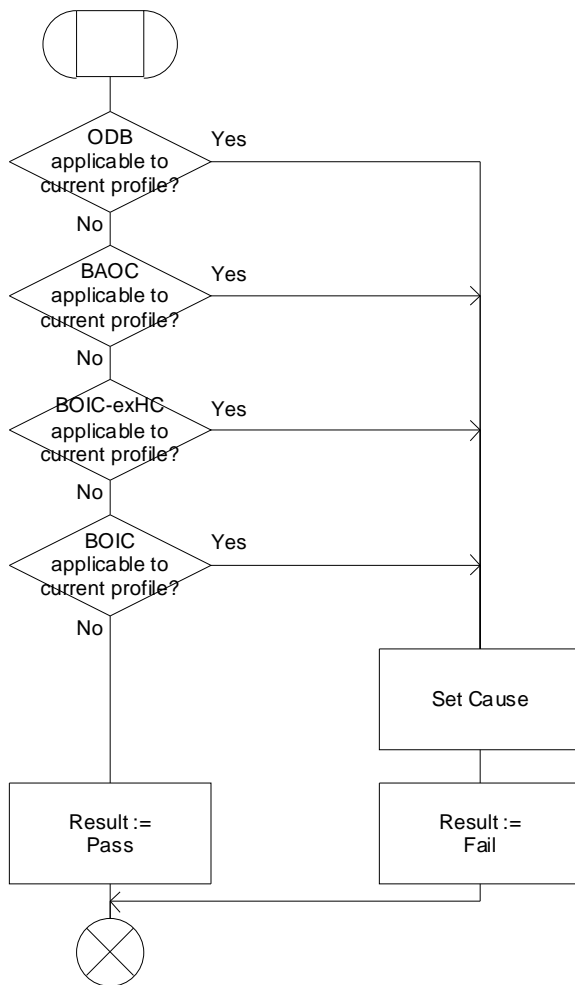 ODB
applicable to
current profile?
Yes
No
BAOC
applicable to
current profile?
Yes
No
BOIC-exHC
applicable to
current profile?
Yes
No
BOIC
applicable to
current profile?
Yes
No
Set Cause
Result :=
Pass
Result :=
Fail